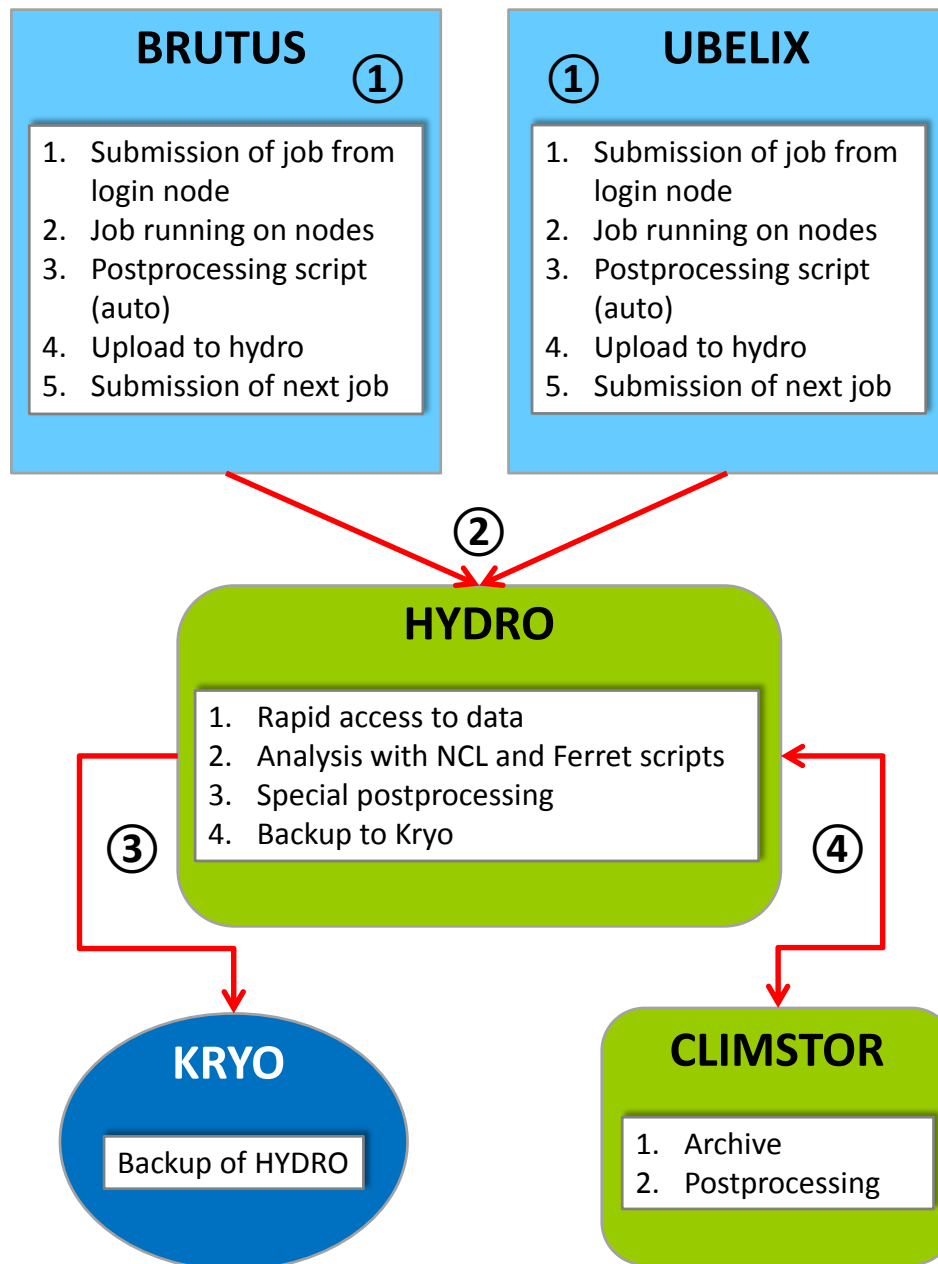 BRUTUS
①
1. Submission of job from
login node
2. Job running on nodes
3. Postprocessing script
(auto)
4. Upload to hydro
5. Submission of next job
UBELIX
①
1. Submission of job from
login node
2. Job running on nodes
3. Postprocessing script
(auto)
4. Upload to hydro
5. Submission of next job
②
HYDRO
1. Rapid access to data
2. Analysis with NCL and Ferret scripts
3. Special postprocessing
4. Backup to Kryo
③
④
KRYO
Backup of HYDRO
CLIMSTOR
1. Archive
2. Postprocessing